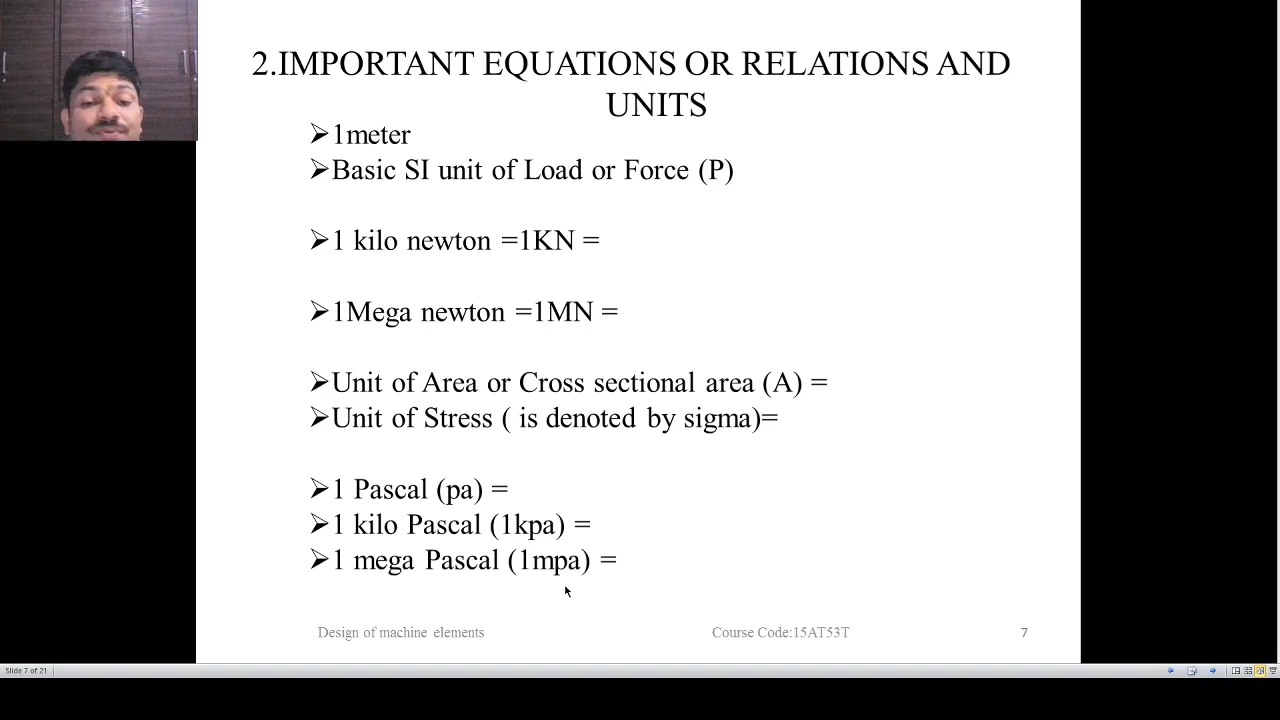 2.IMPORTANT EQUATIONS OR RELATIONS AND
UNITS
➢1meter
➢Basic SI unit of Load or Force (P)
➢1 kilo newton =1KN =
➢1Mega newton =1MN =
➢Unit of Area or Cross sectional area (A) =
➢Unit of Stress ( is denoted by sigma)=
➢1 Pascal (pa) =
➢1 kilo Pascal (1kpa) =
➢1 mega Pascal (1mpa) =
Design of machine elements
Course Code:15AT53T
7
Slide 7 of 21